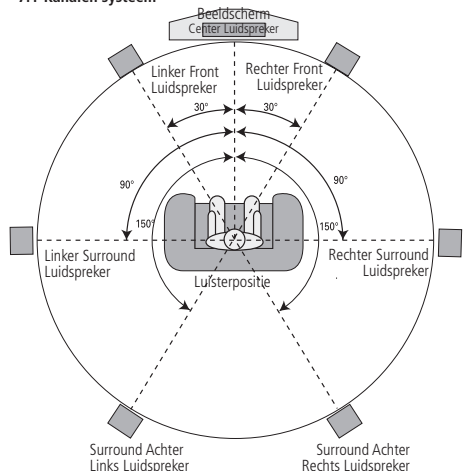 7.1-Kanalen systeem
Beeldscherm
Center Luidspreker
Linker Front
Luidspreker
Rechter Front
Luidspreker
30°
30°
90°
90°
150°
150°
Linker Surround
Luidspreker
Rechter Surround
Luidspreker
Luisterpositie
Surround Achter
Links Luidspreker
Surround Achter
Rechts Luidspreker